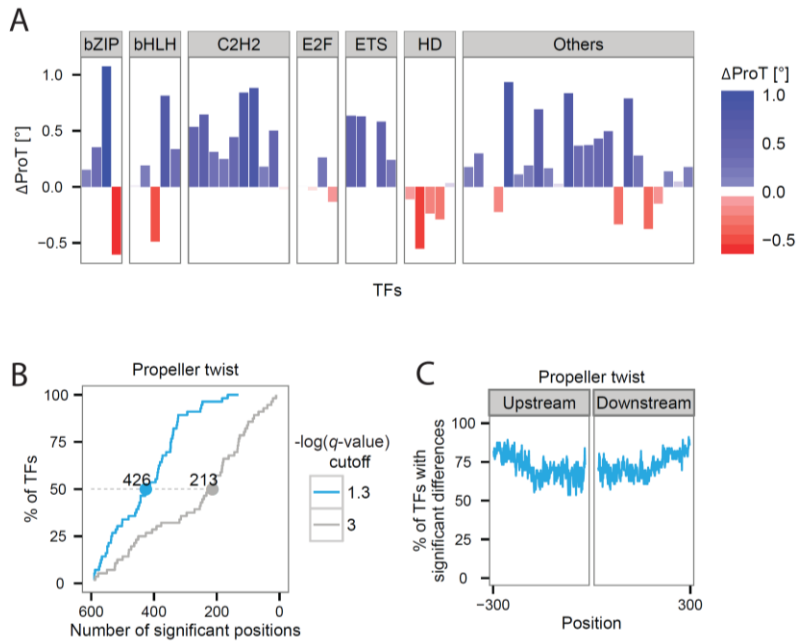 A
bZIP bHLH C2H2 E2F ETS HD Others
ΔProT [°]
1.0
0.5
0.0
−0.5
TFs
ΔProT [°]
1.0
0.5
0.0
−0.5
B
Propeller twist
% of TFs
100
75
50
25
0
426 213
600 400 200 0
Number of significant positions
-log(q-value)
cutoff
1.3
3
C
Propeller twist
Upstream Downstream
% of TFs with
significant differences
100
75
50
25
0
−300 300
Position